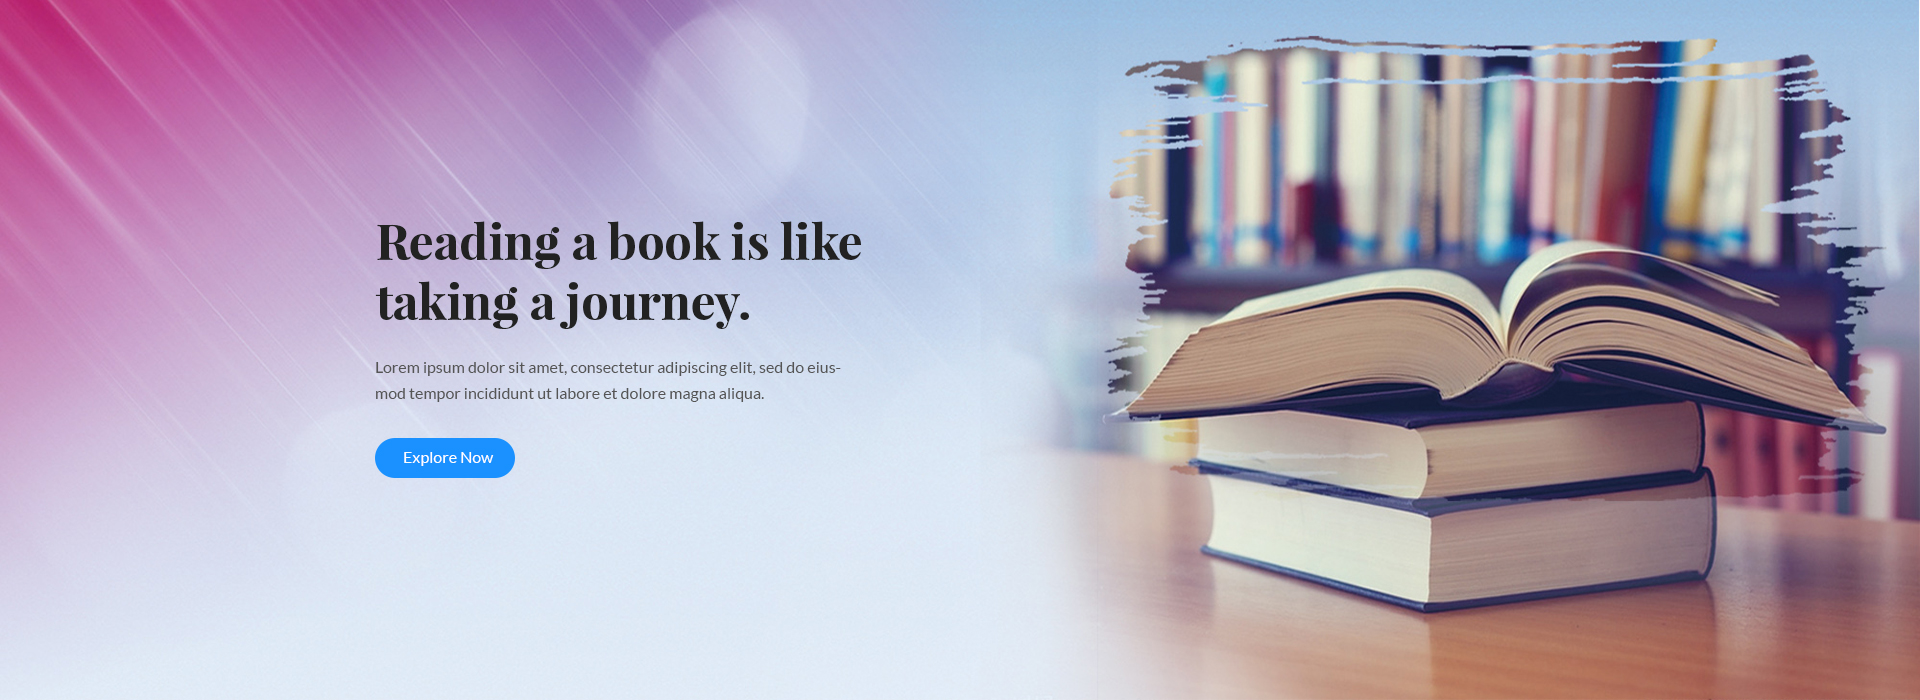 Reading a book is like
taking a journey.
Lorem ipsum dolor sit amet, consectetur adipiscing elit, sed do eius-
mod tempor incididunt ut labore et dolore magna aliqua.
Explore Now